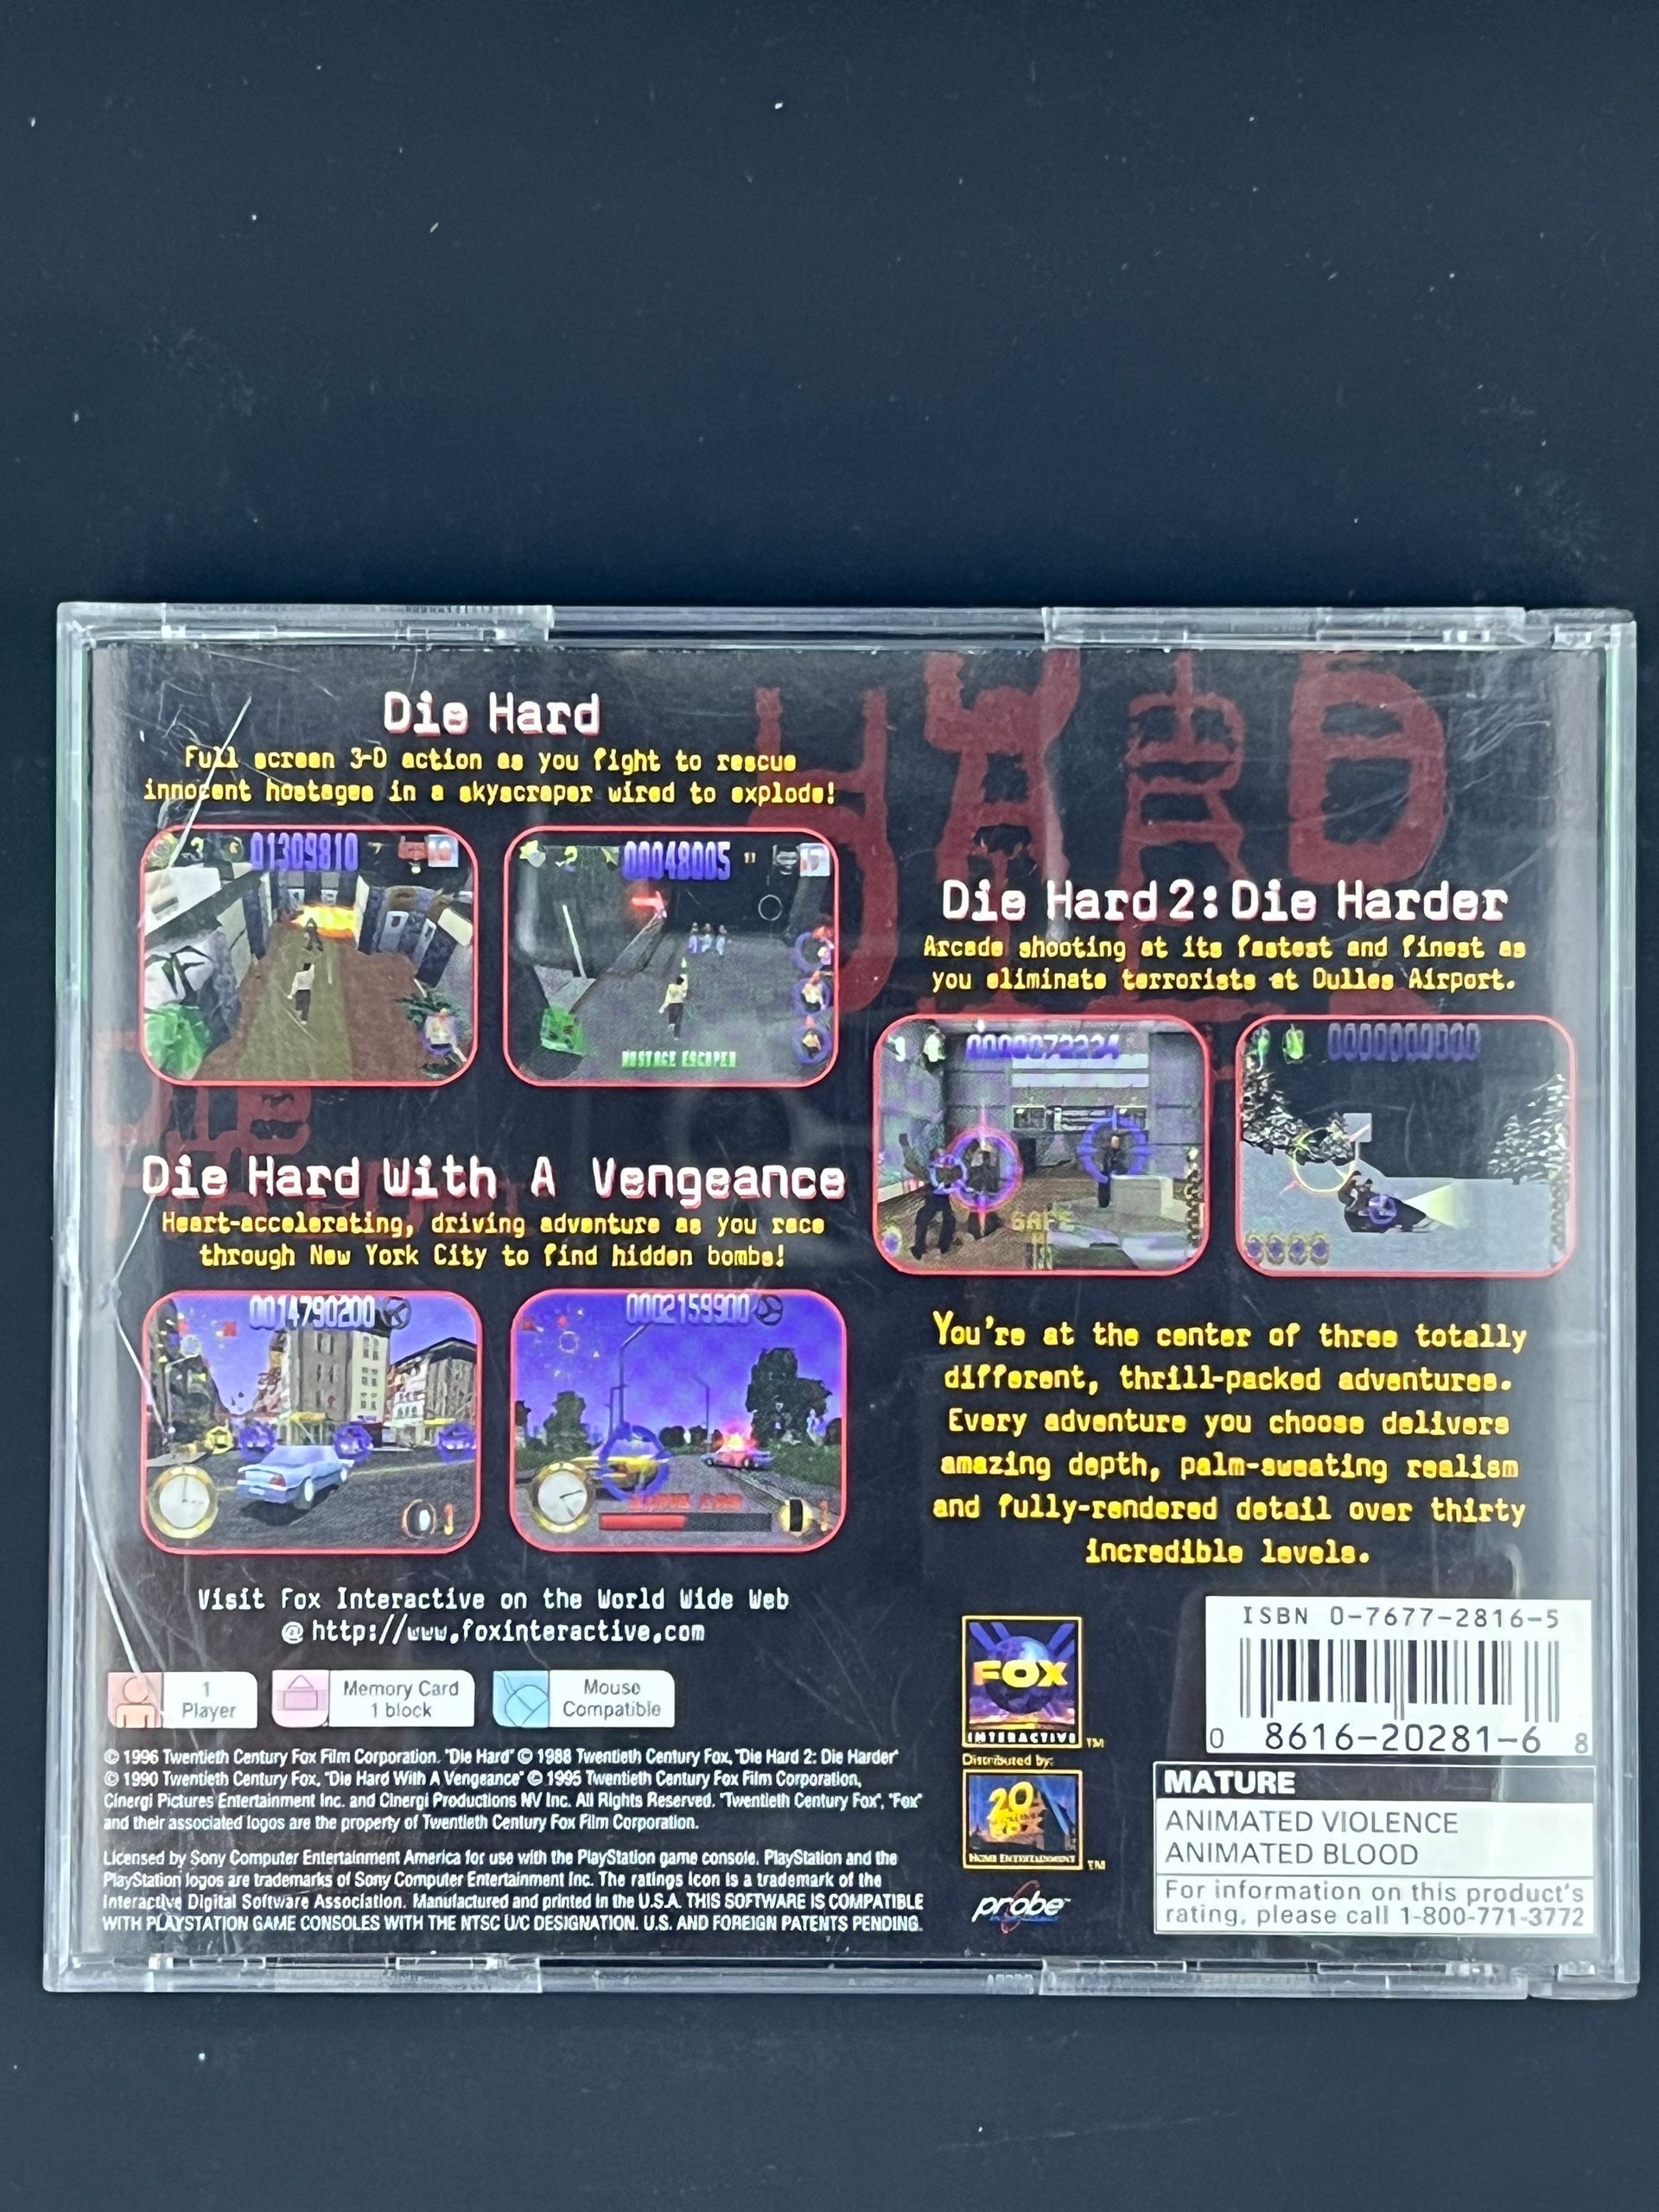 Die Hard
Full screen 3-D action as you fight to rescue
innocent hostages in a skyscraper wired to explode!
01309810
16
00048005
17
HOSTAGE ESCAPED
HARD
Die Hard 2: Die Harder
Arcade shooting at its fastest and finest as
you eliminate terrorists at Dulles Airport.
SAFE
0000000000
DIE
Die Hard With A Vengeance
Heart-accelerating, driving adventure as you race
through New York City to find hidden bombs!
0014790200
1
0002159900
1
You're at the center of three totally
different, thrill-packed adventures.
Every adventure you choose delivers
amazing depth, palm-sweating realism
and fully-rendered detail over thirty
incredible levels.
Visit Fox Interactive on the World Wide Web
@ http://www.foxinteractive.com
1
Player
Memory Card
1 block
Mouse
Compatible
© 1996 Twentieth Century Fox Film Corporation. "Die Hard" © 1988 Twentieth Century Fox, "Die Hard 2: Die Harder"
© 1990 Twentieth Century Fox, "Die Hard With A Vengeance" © 1995 Twentieth Century Fox Film Corporation,
Cinergi Pictures Entertainment Inc. and Cinergi Productions NV Inc. All Rights Reserved. "Twentieth Century Fox", "Fox"
and their associated logos are the property of Twentieth Century Fox Film Corporation.
Licensed by Sony Computer Entertainment America for use with the PlayStation game console. PlayStation and the
PlayStation logos are trademarks of Sony Computer Entertainment Inc. The ratings icon is a trademark of the
Interactive Digital Software Association. Manufactured and printed in the U.S.A. THIS SOFTWARE IS COMPATIBLE
WITH PLAYSTATION GAME CONSOLES WITH THE NTSC U/C DESIGNATION. U.S. AND FOREIGN PATENTS PENDING.
FOX
INTERACTIVE
TM
Distributed by:
20
HOME ENTERTAINMENT
TM
probe
ISBN 0-7677-2816-5
0 8616-20281-6 8
MATURE
ANIMATED VIOLENCE
ANIMATED BLOOD
For information on this product's
rating, please call 1-800-771-3772